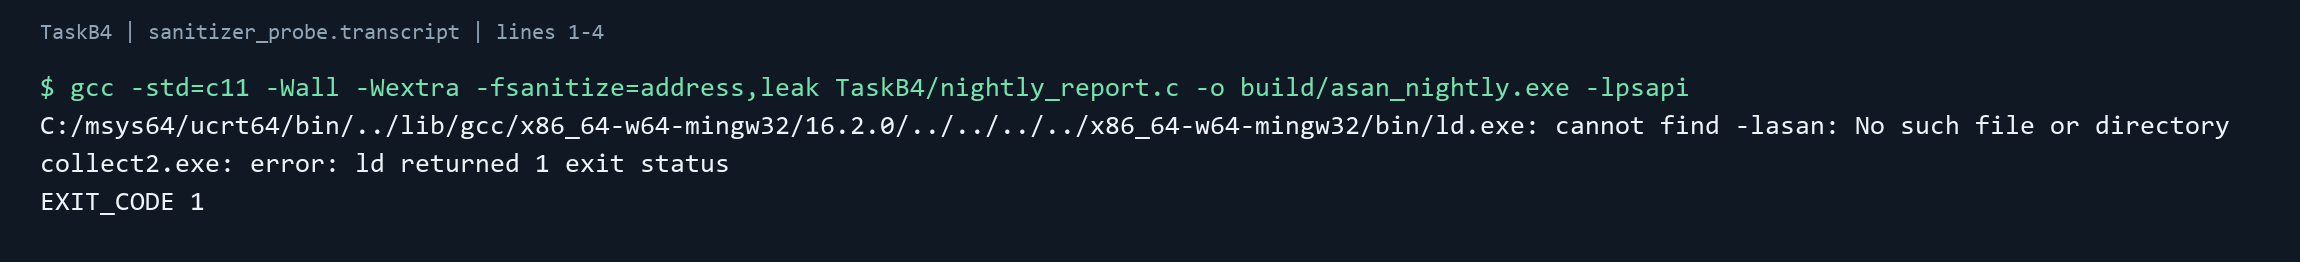 TaskB4 | sanitizer_probe.transcript | lines 1-4
$ gcc -std=c11 -Wall -Wextra -fsanitize=address,leak TaskB4/nightly_report.c -o build/asan_nightly.exe -lpsapi
C:/msys64/ucrt64/bin/../lib/gcc/x86_64-w64-mingw32/16.2.0/../../../../x86_64-w64-mingw32/bin/ld.exe: cannot find -lasan: No such file or directory
collect2.exe: error: ld returned 1 exit status
EXIT_CODE 1